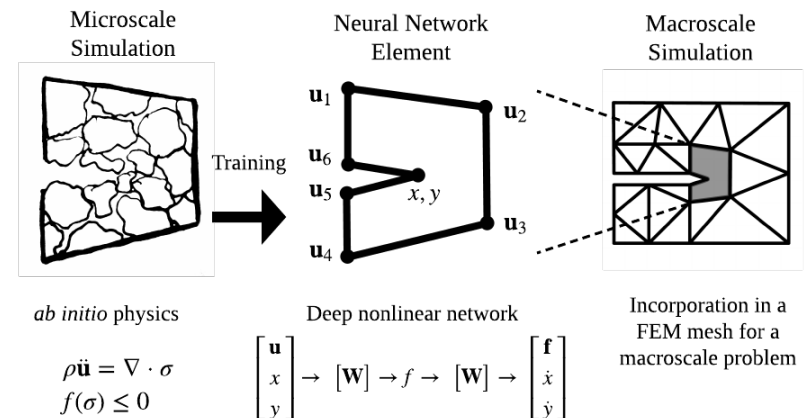 Microscale
Simulation
Neural Network
Element
Macroscale
Simulation
Training
u₁
u₂
u₆
u₅
x, y
u₃
u₄
ab initio physics
ρü = ∇ · σ
f(σ) ≤ 0
Deep nonlinear network
[u x y] → [W] → f → [W] → [f ẋ ẏ]
Incorporation in a
FEM mesh for a
macroscale problem